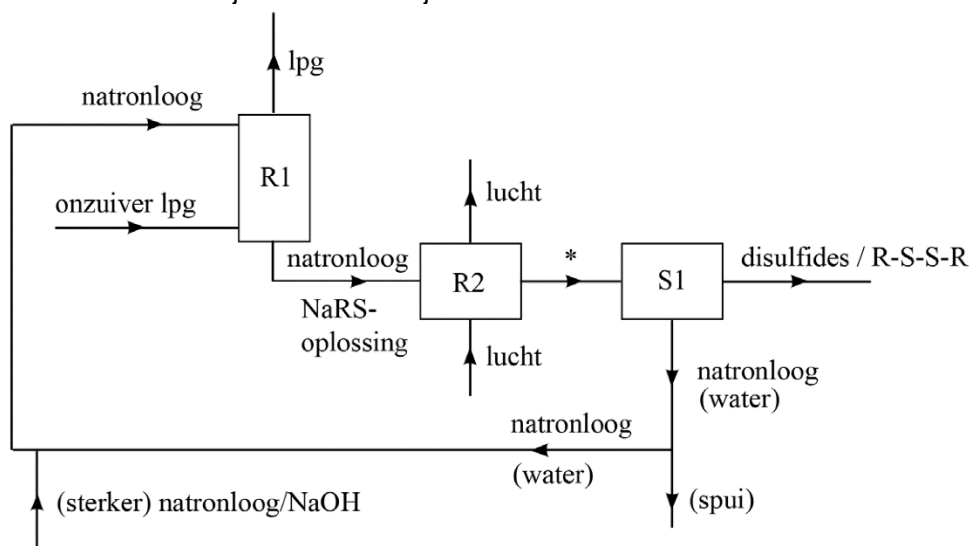 lpg
natronloog
R1
onzuiver lpg
lucht
natronloog
*
disulfides / R-S-S-R
R2
S1
NaRS-
oplossing
lucht
natronloog
(water)
natronloog
(water)
(sterker) natronloog/NaOH
(spui)